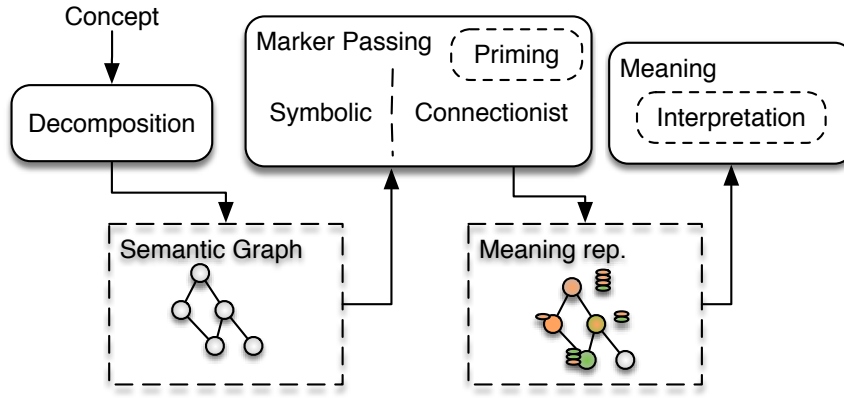 Concept
Decomposition
Semantic Graph
Marker Passing
Priming
Symbolic
Connectionist
Meaning rep.
Meaning
Interpretation